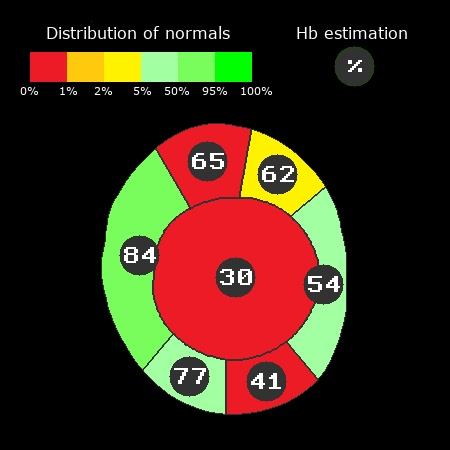 Distribution of normals
0% 1% 2% 5% 50% 95% 100%
Hb estimation
%
65
62
84
30
54
77
41